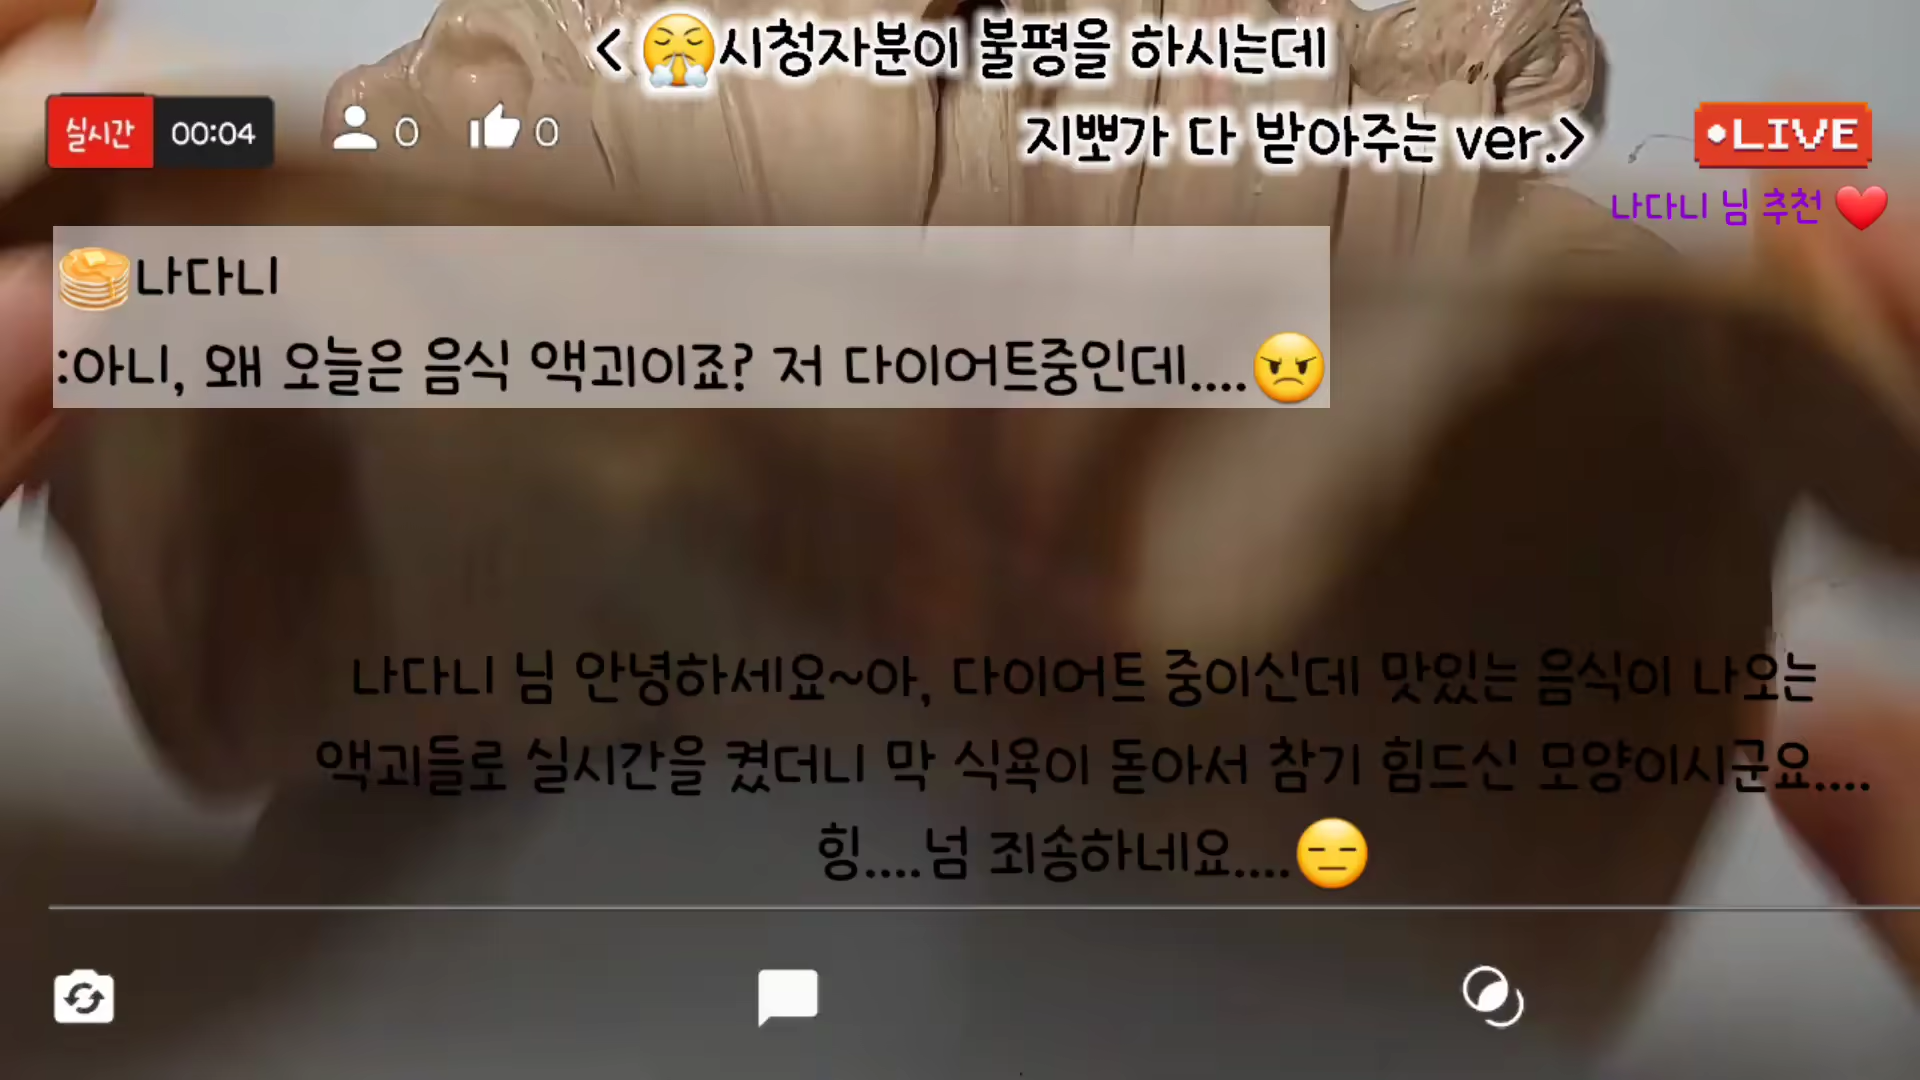 < 😤시청자분이 불평을 하시는데
지뽀가 다 받아주는 ver.>
실시간 00:04 0 0
LIVE
나다니 님 추천 ❤️
🥞나다니
:아니, 왜 오늘은 음식 액괴이죠? 저 다이어트중인데....😠
나다니 님 안녕하세요~아, 다이어트 중이신데 맛있는 음식이 나오는
액괴들로 실시간을 켰더니 막 식욕이 돋아서 참기 힘드신 모양이시군요....
힝....넘 죄송하네요....😑